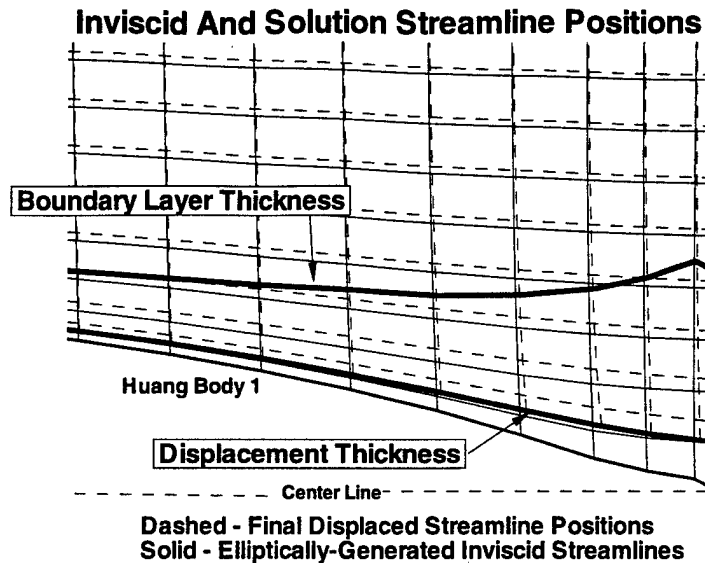 Inviscid And Solution Streamline Positions
Boundary Layer Thickness
Huang Body 1
Displacement Thickness
Center Line
Dashed - Final Displaced Streamline Positions
Solid - Elliptically-Generated Inviscid Streamlines